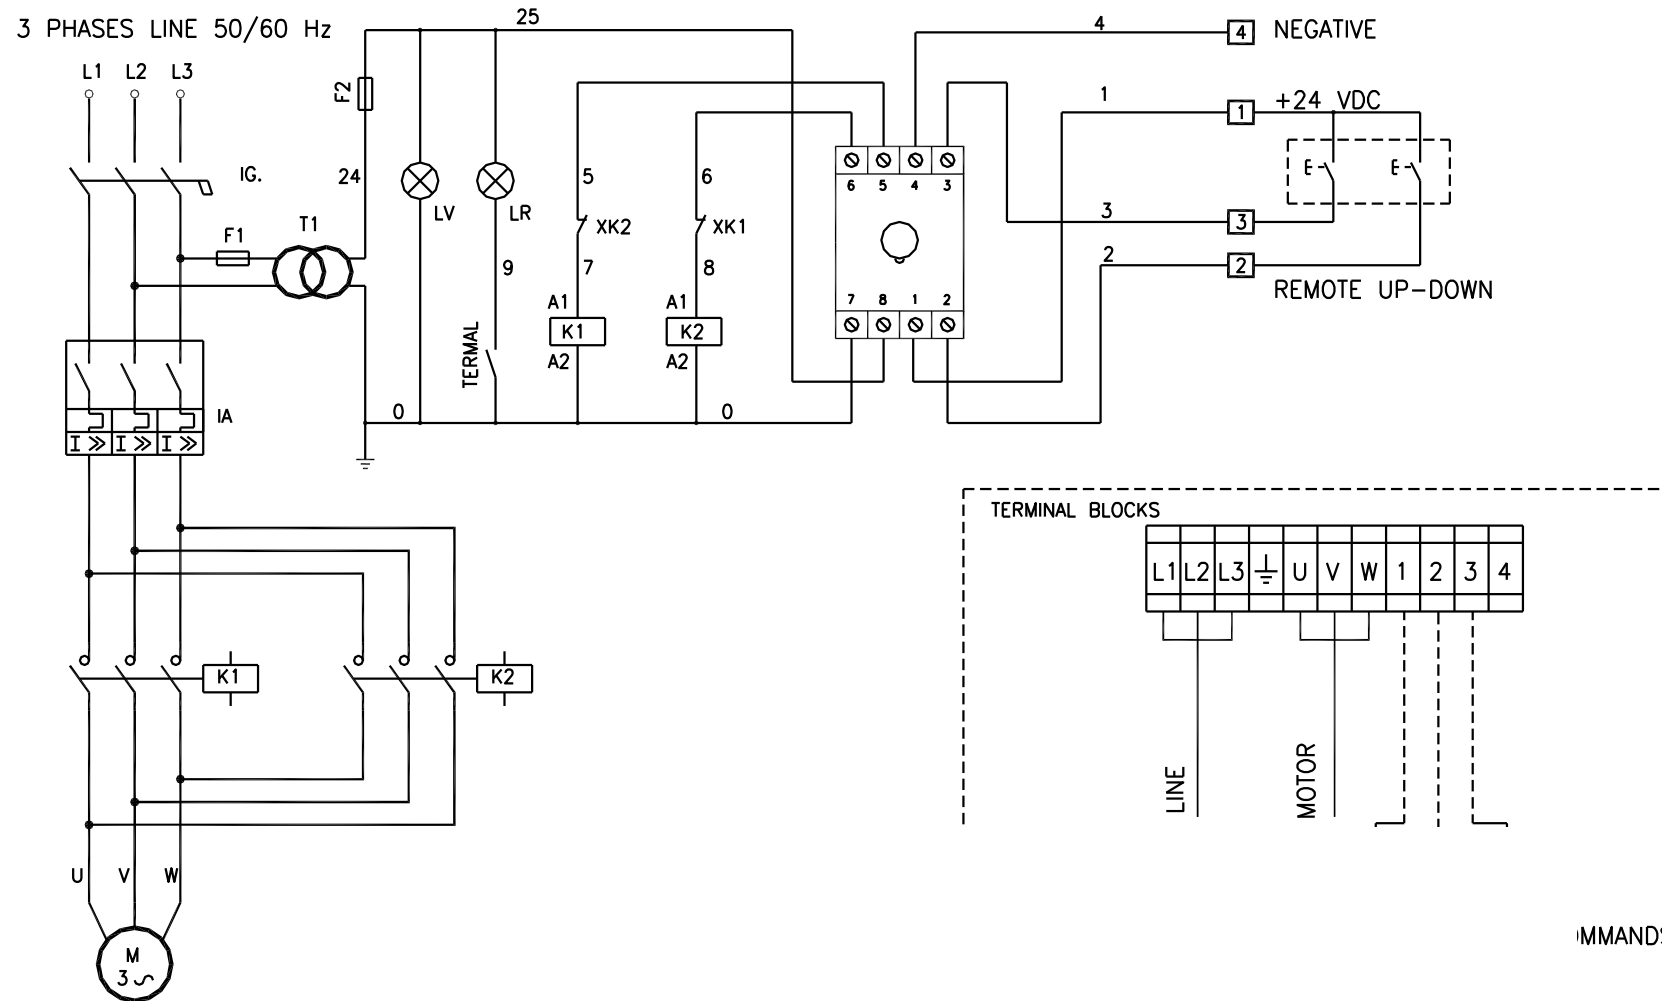 3 PHASES LINE 50/60 Hz
25
4
4
NEGATIVE
L1 L2 L3
F2
1
1
+24 VDC
IG.
24
LV
LR
5
6
6 5 4 3
E
E
T1
F1
XK2
XK1
3
3
9
7
8
2
2
REMOTE UP-DOWN
A1
A1
7 8 1 2
K1
K2
TERMAL
A2
A2
0
0
IA
I I I
TERMINAL BLOCKS
L1 L2 L3 U V W 1 2 3 4
K1
K2
LINE
MOTOR
U V W
M
3